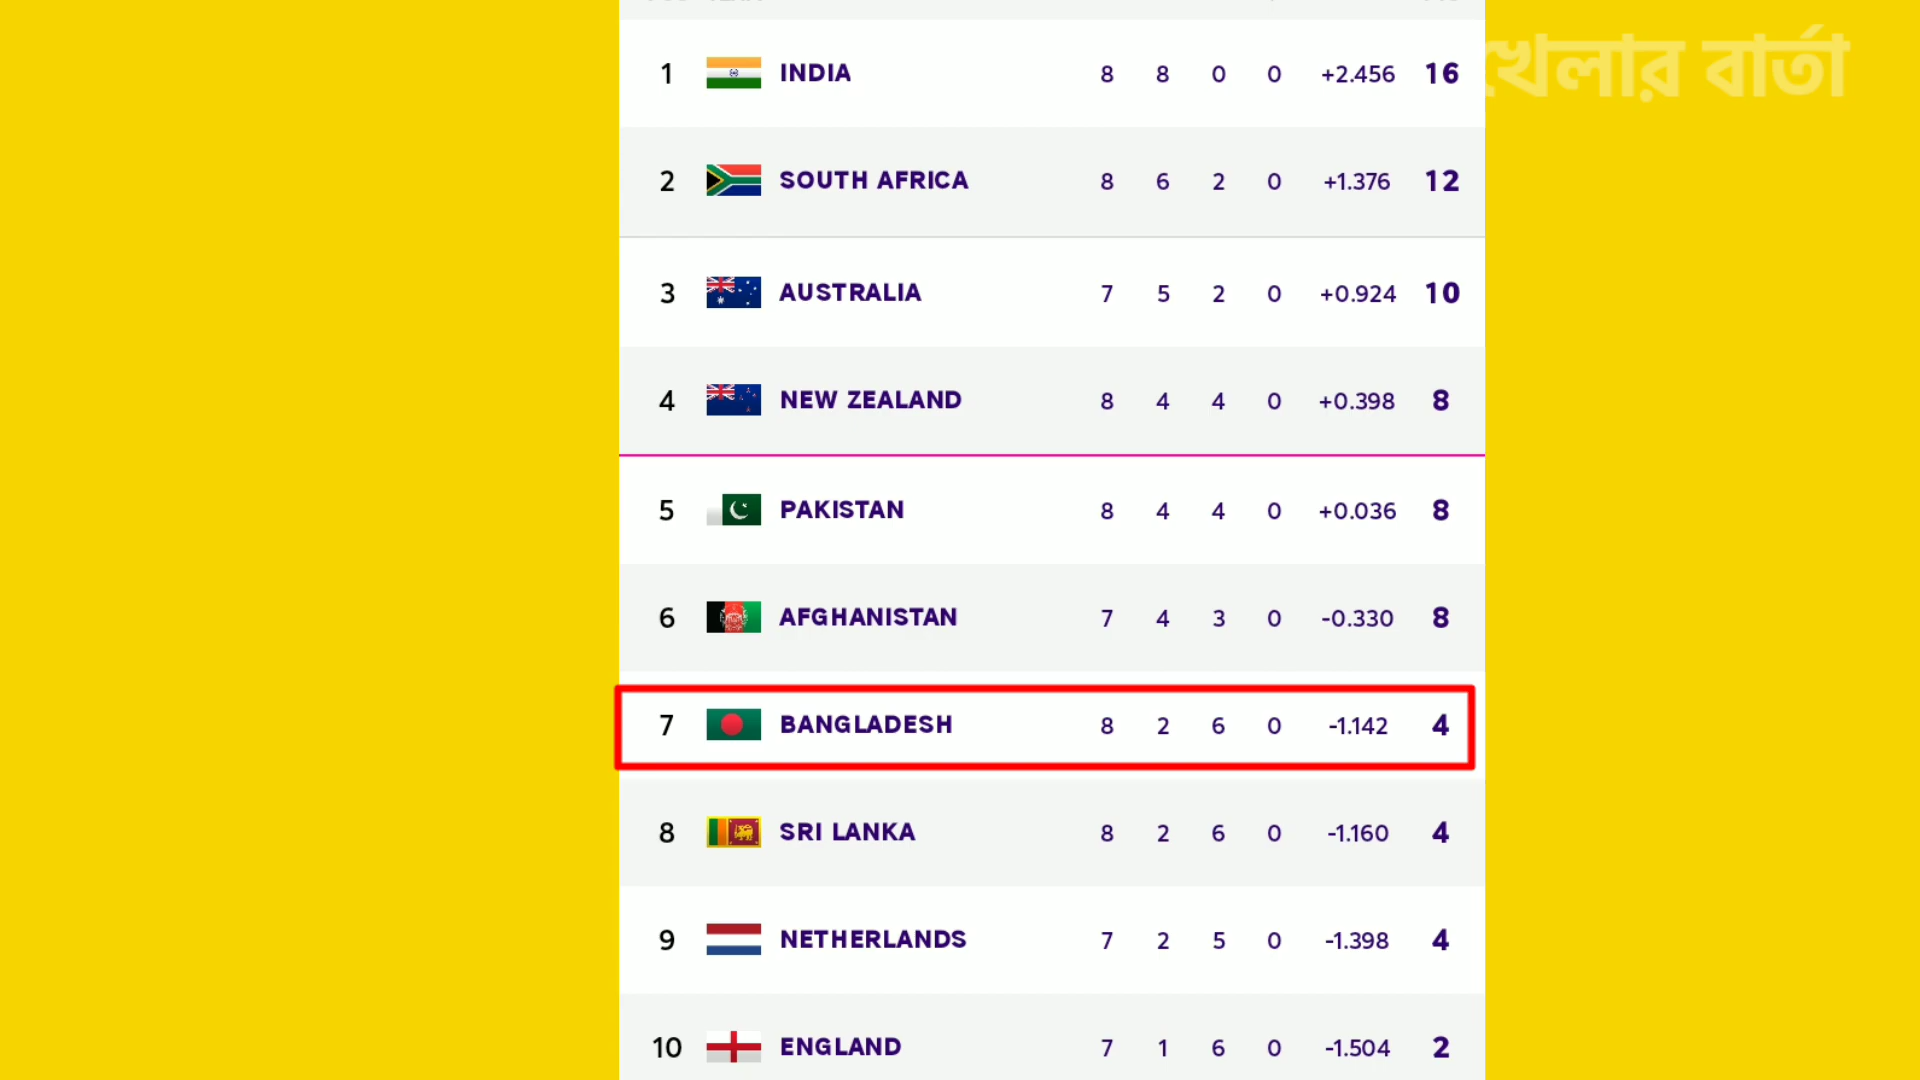 খেলার বার্তা
1 INDIA 8 8 0 0 +2.456 16
2 SOUTH AFRICA 8 6 2 0 +1.376 12
3 AUSTRALIA 7 5 2 0 +0.924 10
4 NEW ZEALAND 8 4 4 0 +0.398 8
5 PAKISTAN 8 4 4 0 +0.036 8
6 AFGHANISTAN 7 4 3 0 -0.330 8
7 BANGLADESH 8 2 6 0 -1.142 4
8 SRI LANKA 8 2 6 0 -1.160 4
9 NETHERLANDS 7 2 5 0 -1.398 4
10 ENGLAND 7 1 6 0 -1.504 2